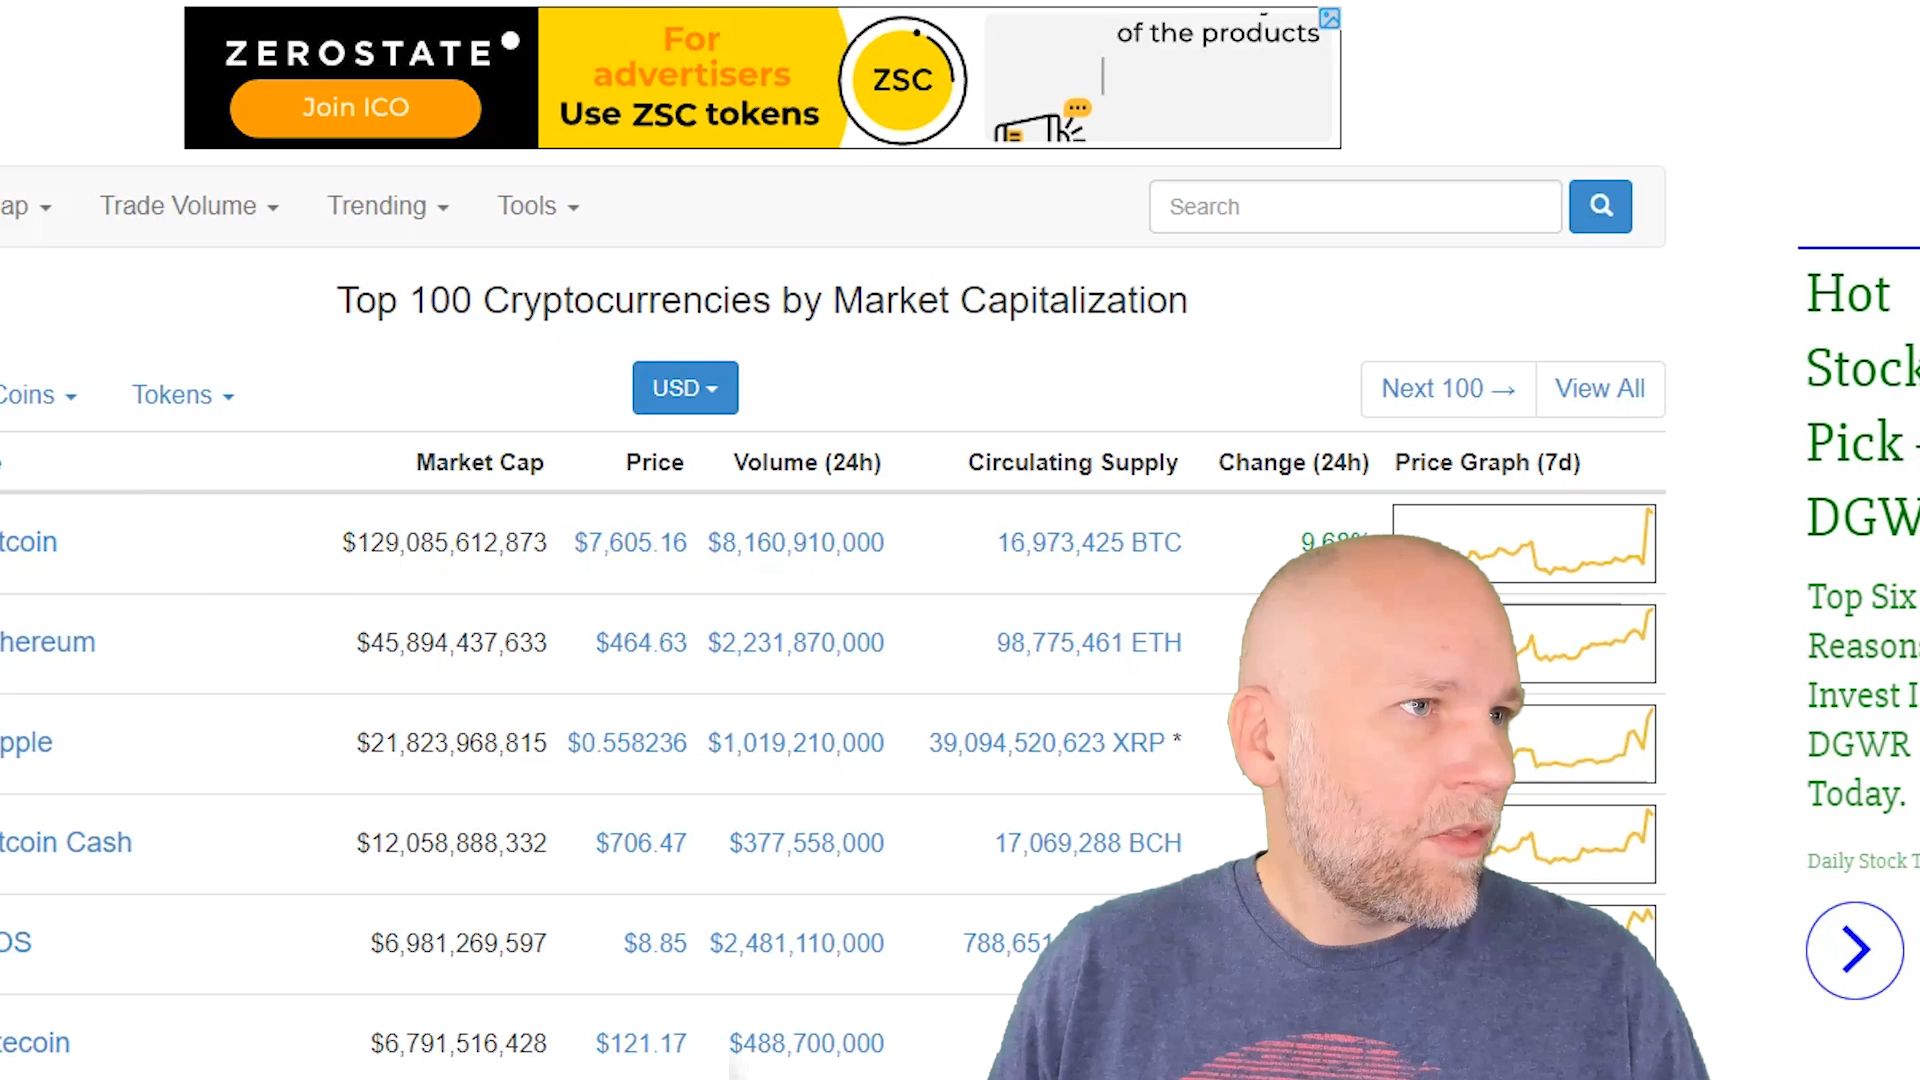 ZEROSTATE
Join ICO
For
advertisers
Use ZSC tokens
ZSC
of the products
ap
Trade Volume
Trending
Tools
Search
Top 100 Cryptocurrencies by Market Capitalization
Coins
Tokens
USD
Next 100 →
View All
Market Cap Price Volume (24h) Circulating Supply Change (24h) Price Graph (7d)
tcoin $129,085,612,873 $7,605.16 $8,160,910,000 16,973,425 BTC
hereum $45,894,437,633 $464.63 $2,231,870,000 98,775,461 ETH
pple $21,823,968,815 $0.558236 $1,019,210,000 39,094,520,623 XRP *
tcoin Cash $12,058,888,332 $706.47 $377,558,000 17,069,288 BCH
OS $6,981,269,597 $8.85 $2,481,110,000 788,651
tecoin $6,791,516,428 $121.17 $488,700,000
Hot
Stock
Pick -
DGW
Top Six
Reasons
Invest I
DGWR
Today.
Daily Stock T